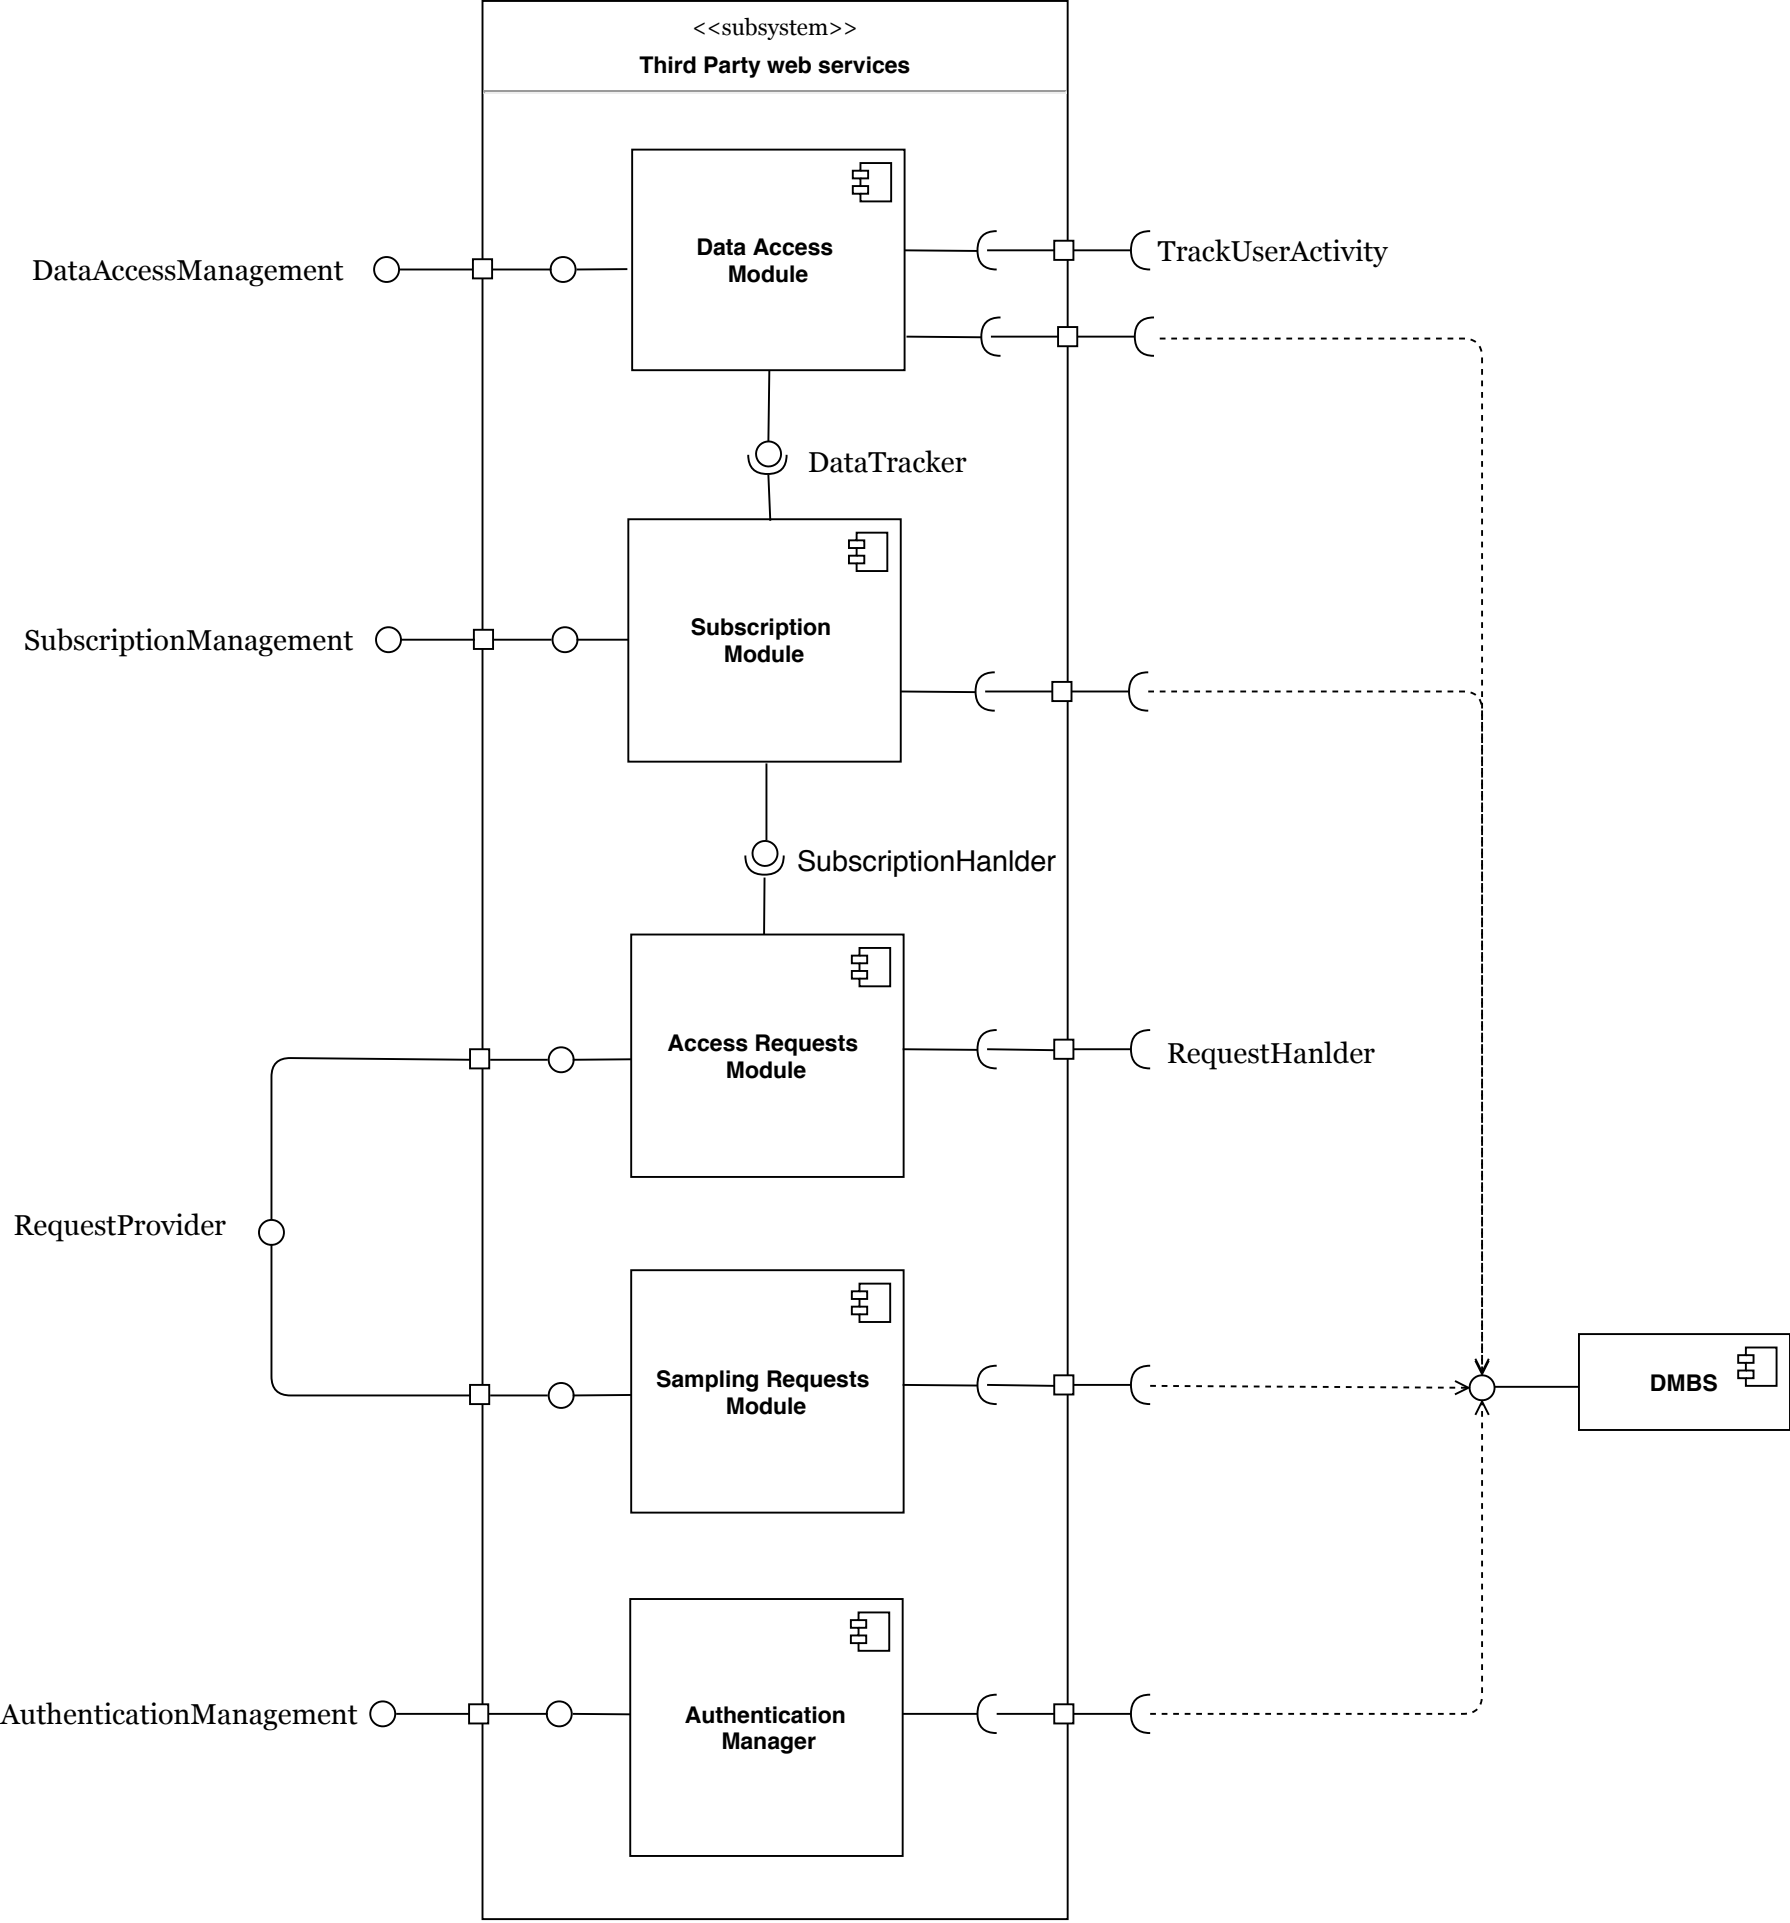 <<subsystem>>
Third Party web services
Data Access
Module
DataAccessManagement
TrackUserActivity
DataTracker
Subscription
Module
SubscriptionManagement
SubscriptionHanlder
Access Requests
Module
RequestHanlder
RequestProvider
Sampling Requests
Module
DMBS
Authentication
Manager
AuthenticationManagement